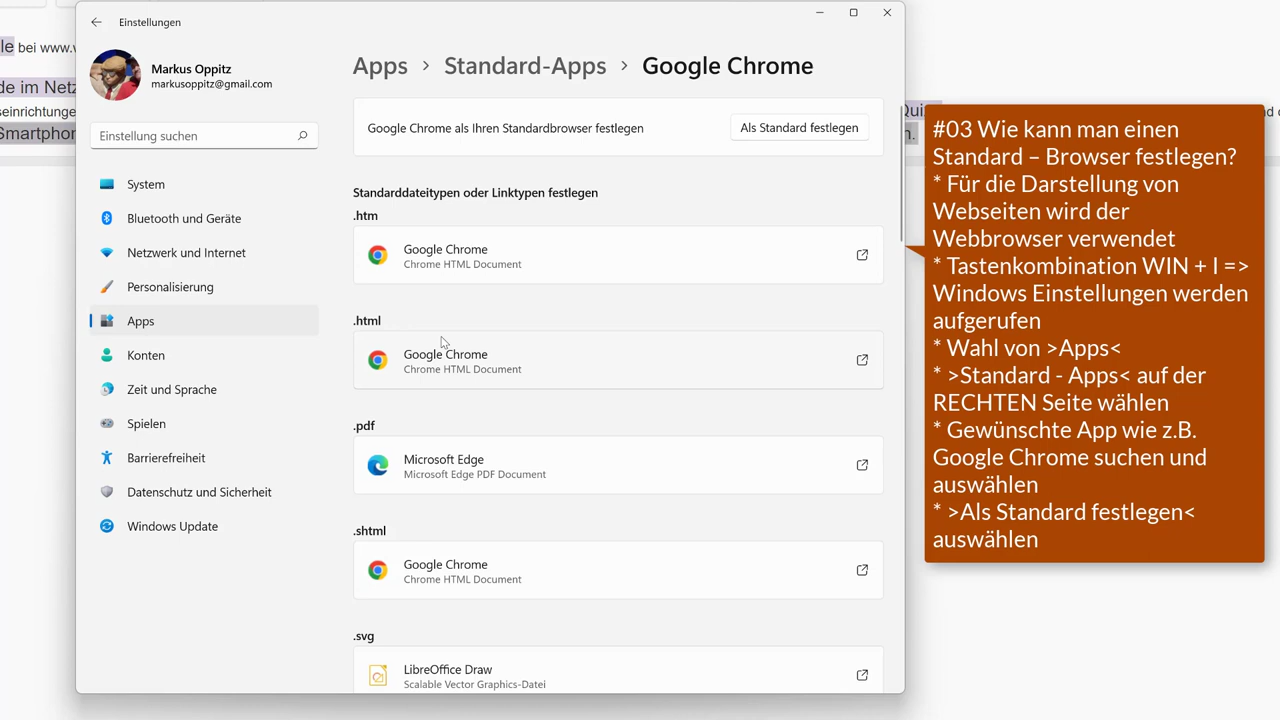 Einstellungen
Markus Oppitz
markusoppitz@gmail.com
Einstellung suchen
System
Bluetooth und Geräte
Netzwerk und Internet
Personalisierung
Apps
Konten
Zeit und Sprache
Spielen
Barrierefreiheit
Datenschutz und Sicherheit
Windows Update
Apps > Standard-Apps > Google Chrome
Google Chrome als Ihren Standardbrowser festlegen
Als Standard festlegen
Standarddateitypen oder Linktypen festlegen
.htm
Google Chrome
Chrome HTML Document
.html
Google Chrome
Chrome HTML Document
.pdf
Microsoft Edge
Microsoft Edge PDF Document
.shtml
Google Chrome
Chrome HTML Document
.svg
LibreOffice Draw
Scalable Vector Graphics-Datei
#03 Wie kann man einen
Standard – Browser festlegen?
* Für die Darstellung von
Webseiten wird der
Webbrowser verwendet
* Tastenkombination WIN + I =>
Windows Einstellungen werden
aufgerufen
* Wahl von >Apps<
* >Standard - Apps< auf der
RECHTEN Seite wählen
* Gewünschte App wie z.B.
Google Chrome suchen und
auswählen
* >Als Standard festlegen<
auswählen
bei www.
im Netz